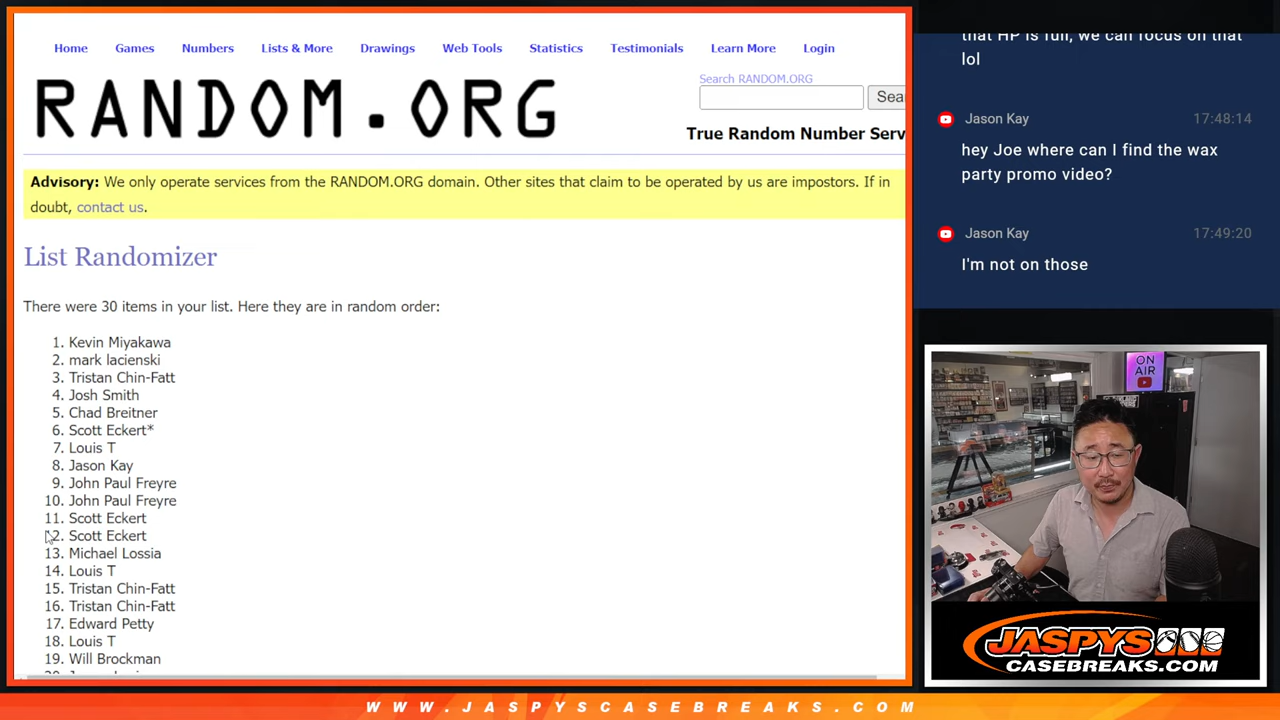 Home Games Numbers Lists & More Drawings Web Tools Statistics Testimonials Learn More Login
RANDOM.ORG
Search RANDOM.ORG
Sea
True Random Number Serv
Advisory: We only operate services from the RANDOM.ORG domain. Other sites that claim to be operated by us are impostors. If in
doubt, contact us.
List Randomizer
There were 30 items in your list. Here they are in random order:
1. Kevin Miyakawa
2. mark lacienski
3. Tristan Chin-Fatt
4. Josh Smith
5. Chad Breitner
6. Scott Eckert*
7. Louis T
8. Jason Kay
9. John Paul Freyre
10. John Paul Freyre
11. Scott Eckert
12. Scott Eckert
13. Michael Lossia
14. Louis T
15. Tristan Chin-Fatt
16. Tristan Chin-Fatt
17. Edward Petty
18. Louis T
19. Will Brockman
that HP is full, we can focus on that
lol
Jason Kay 17:48:14
hey Joe where can I find the wax
party promo video?
Jason Kay 17:49:20
I'm not on those
ON
AIR
JASPYS
CASEBREAKS.COM
WWW.JASPYSCASEBREAKS.COM